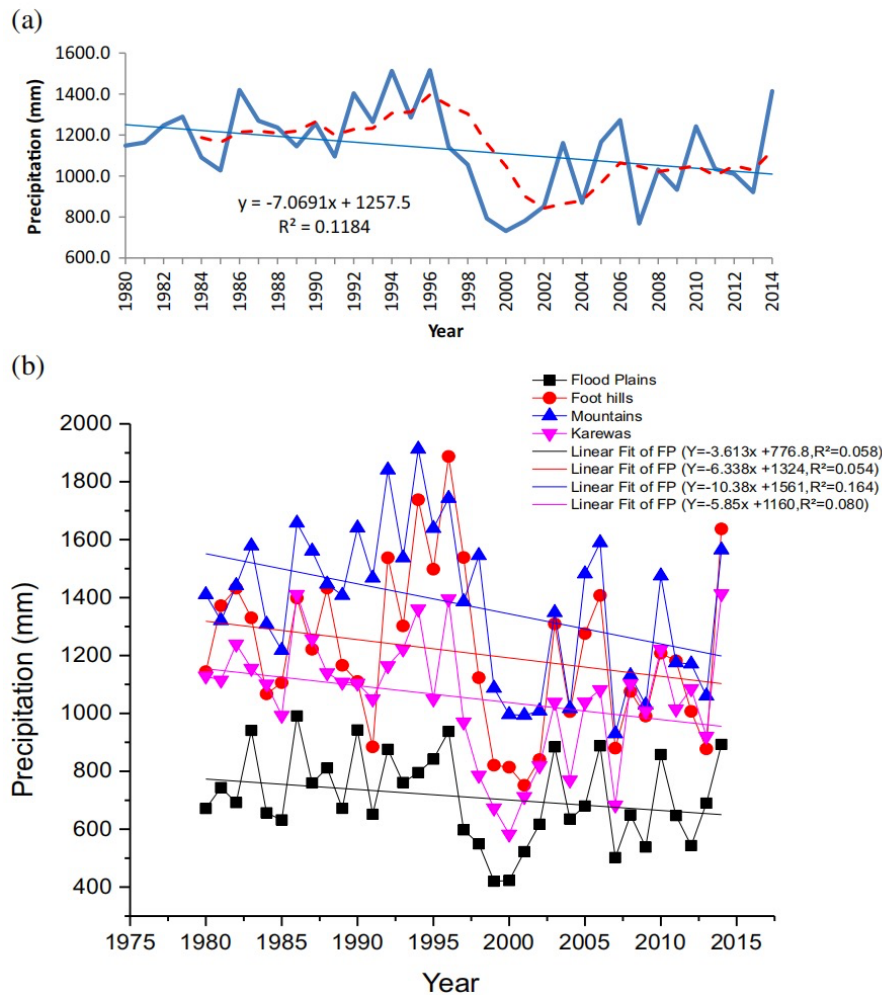 (a)
1600.0
1400.0
1200.0
1000.0
800.0
600.0
Precipitation (mm)
y = -7.0691x + 1257.5
R² = 0.1184
1980 1982 1984 1986 1988 1990 1992 1994 1996 1998 2000 2002 2004 2006 2008 2010 2012 2014
Year
(b)
Flood Plains
Foot hills
Mountains
Karewas
Linear Fit of FP (Y=-3.613x +776.8,R²=0.058)
Linear Fit of FP (Y=-6.338x +1324,R²=0.054)
Linear Fit of FP (Y=-10.38x +1561,R²=0.164)
Linear Fit of FP (Y=-5.85x +1160,R²=0.080)
2000
1800
1600
1400
1200
1000
800
600
400
Precipitation (mm)
1975 1980 1985 1990 1995 2000 2005 2010 2015
Year